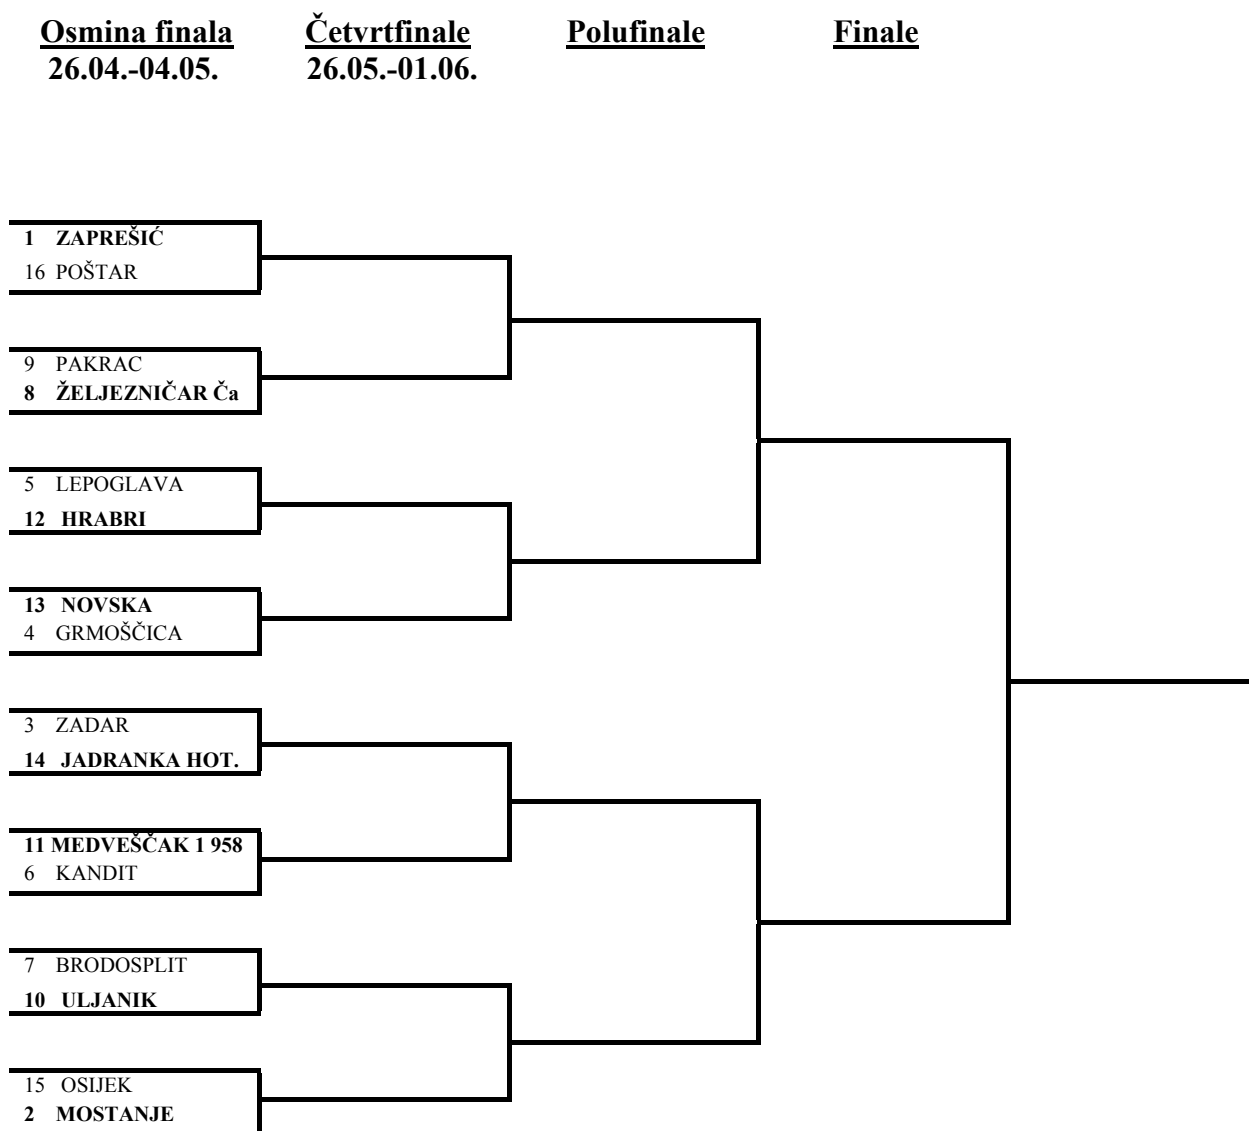 Osmina finala Četvrtfinale Polufinale Finale
26.04.-04.05. 26.05.-01.06.
1 ZAPREŠIĆ
16 POŠTAR
9 PAKRAC
8 ŽELJEZNIČAR Ča
5 LEPOGLAVA
12 HRABRI
13 NOVSKA
4 GRMOŠČICA
3 ZADAR
14 JADRANKA HOT.
11 MEDVEŠČAK 1 958
6 KANDIT
7 BRODOSPLIT
10 ULJANIK
15 OSIJEK
2 MOSTANJE